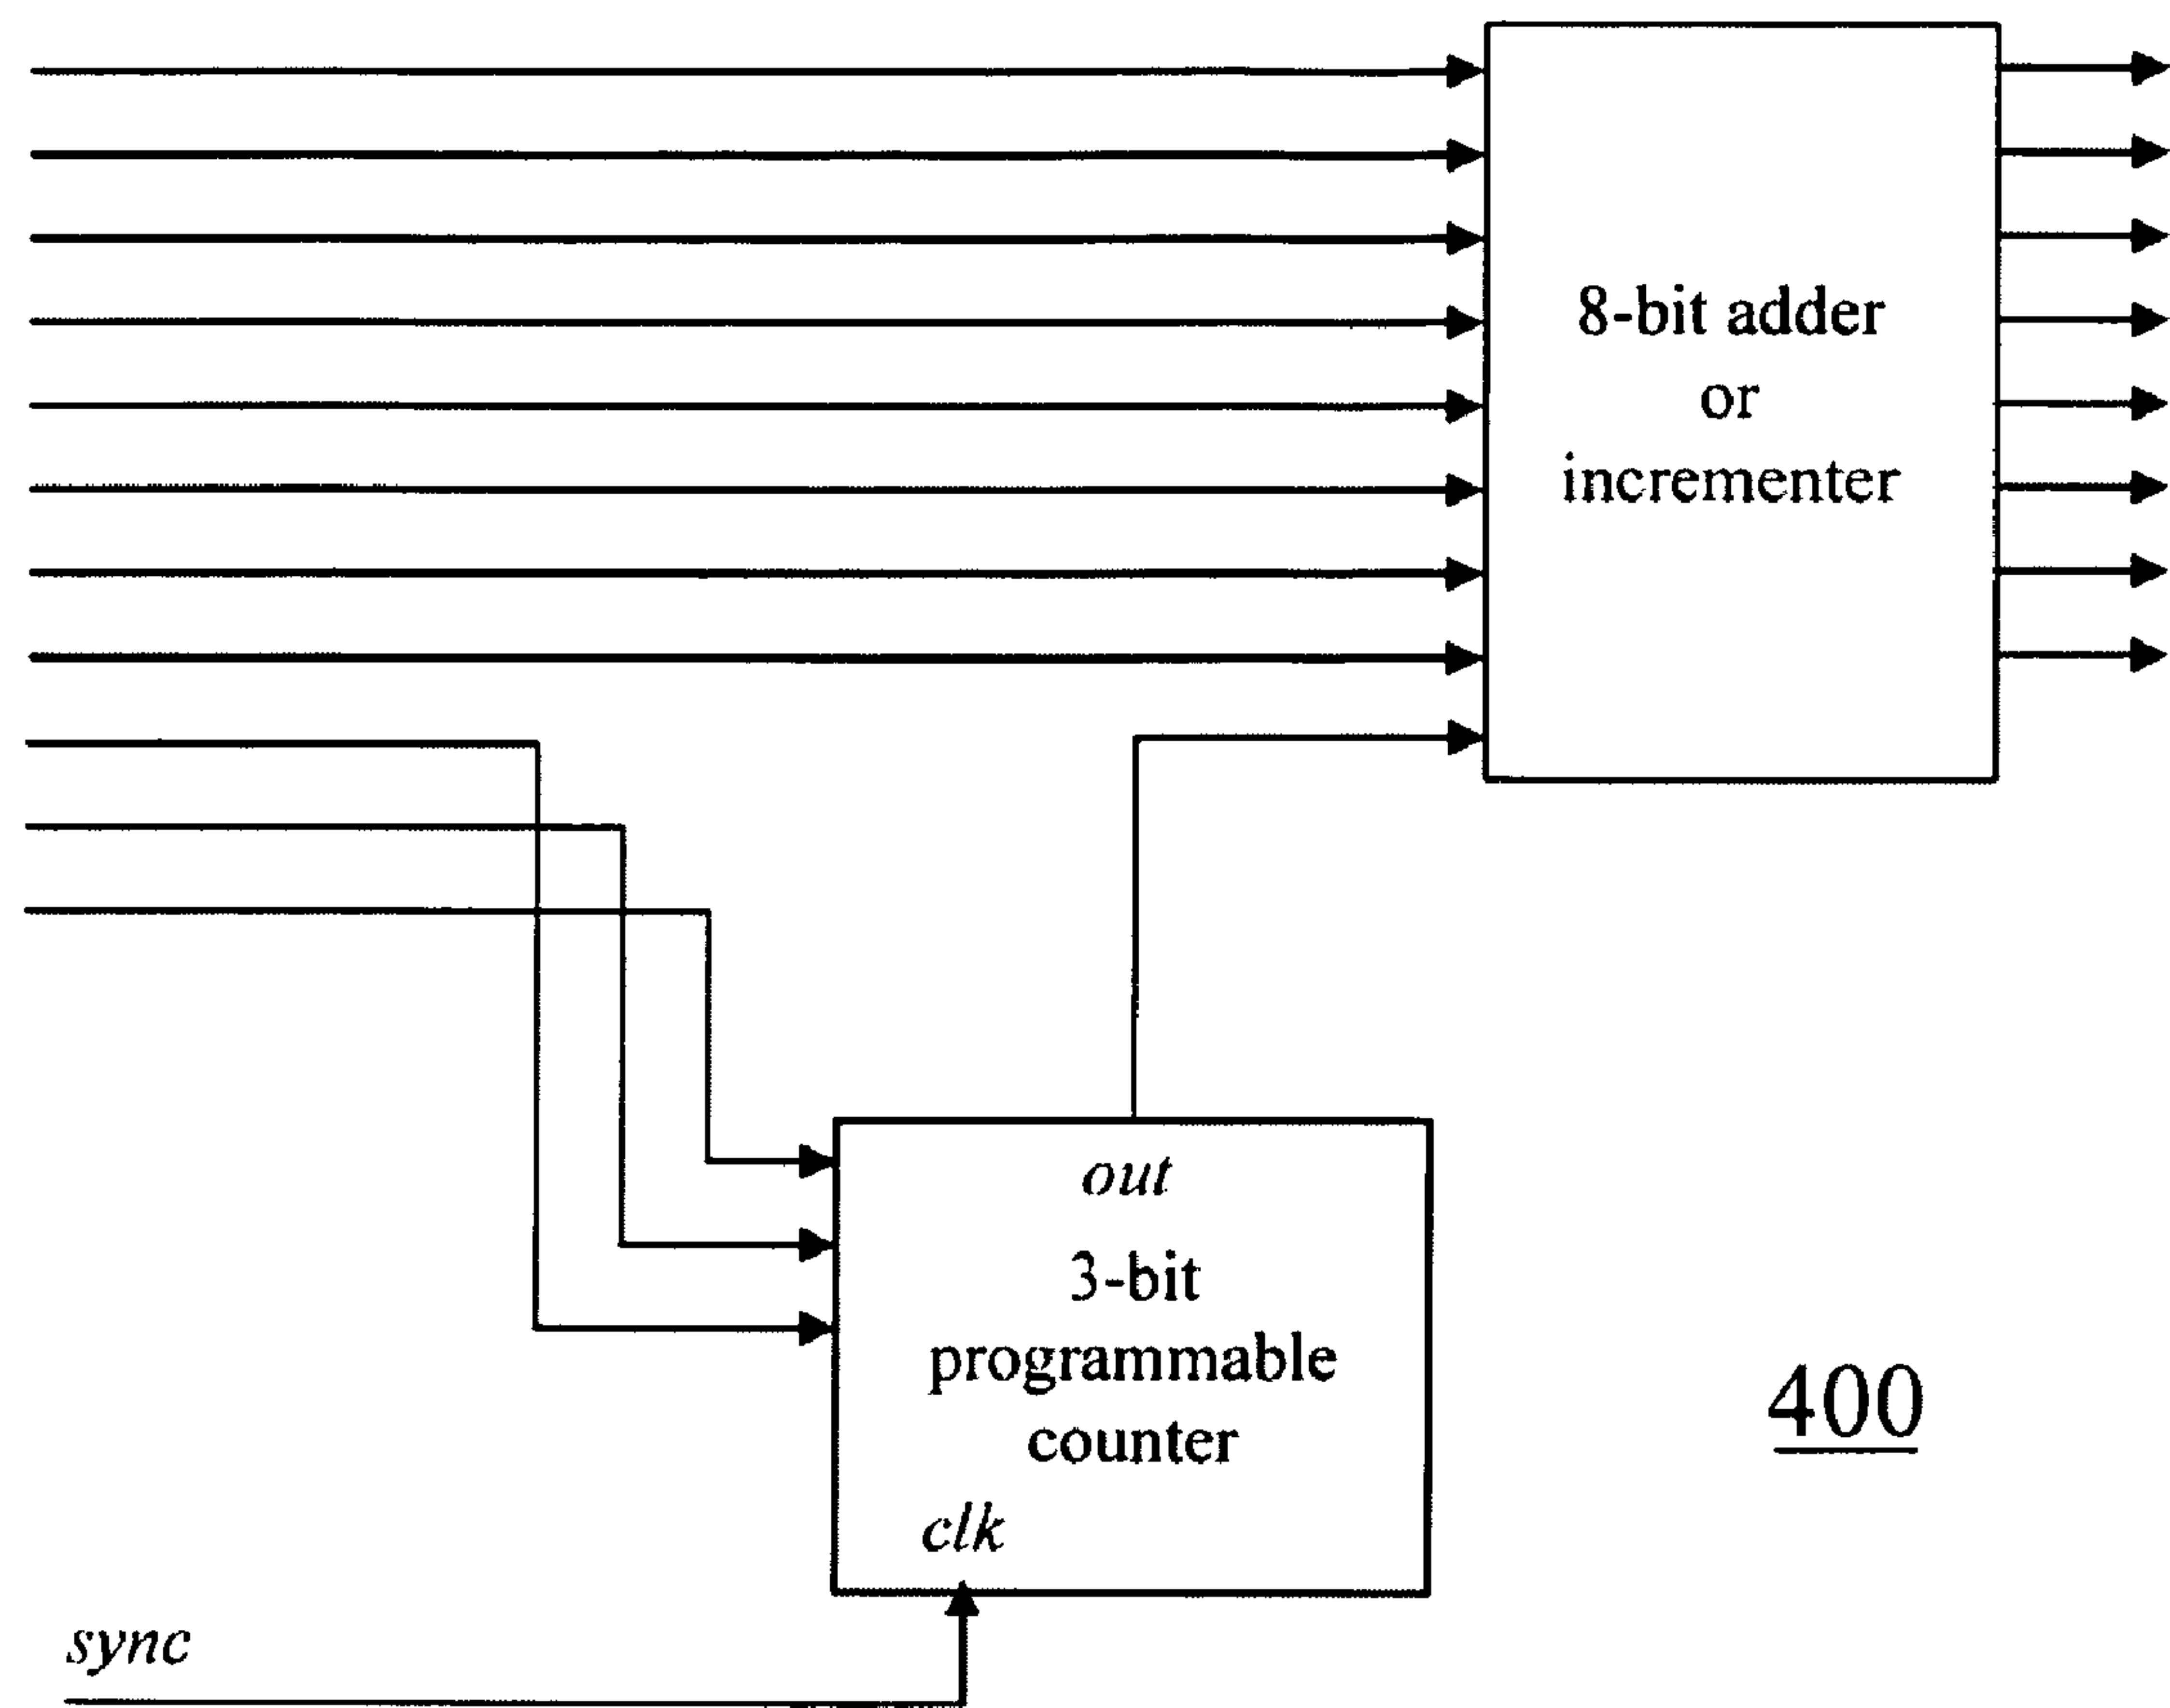 8-bit adder
or
incrementer
out
3-bit
programmable
counter
clk
400
sync